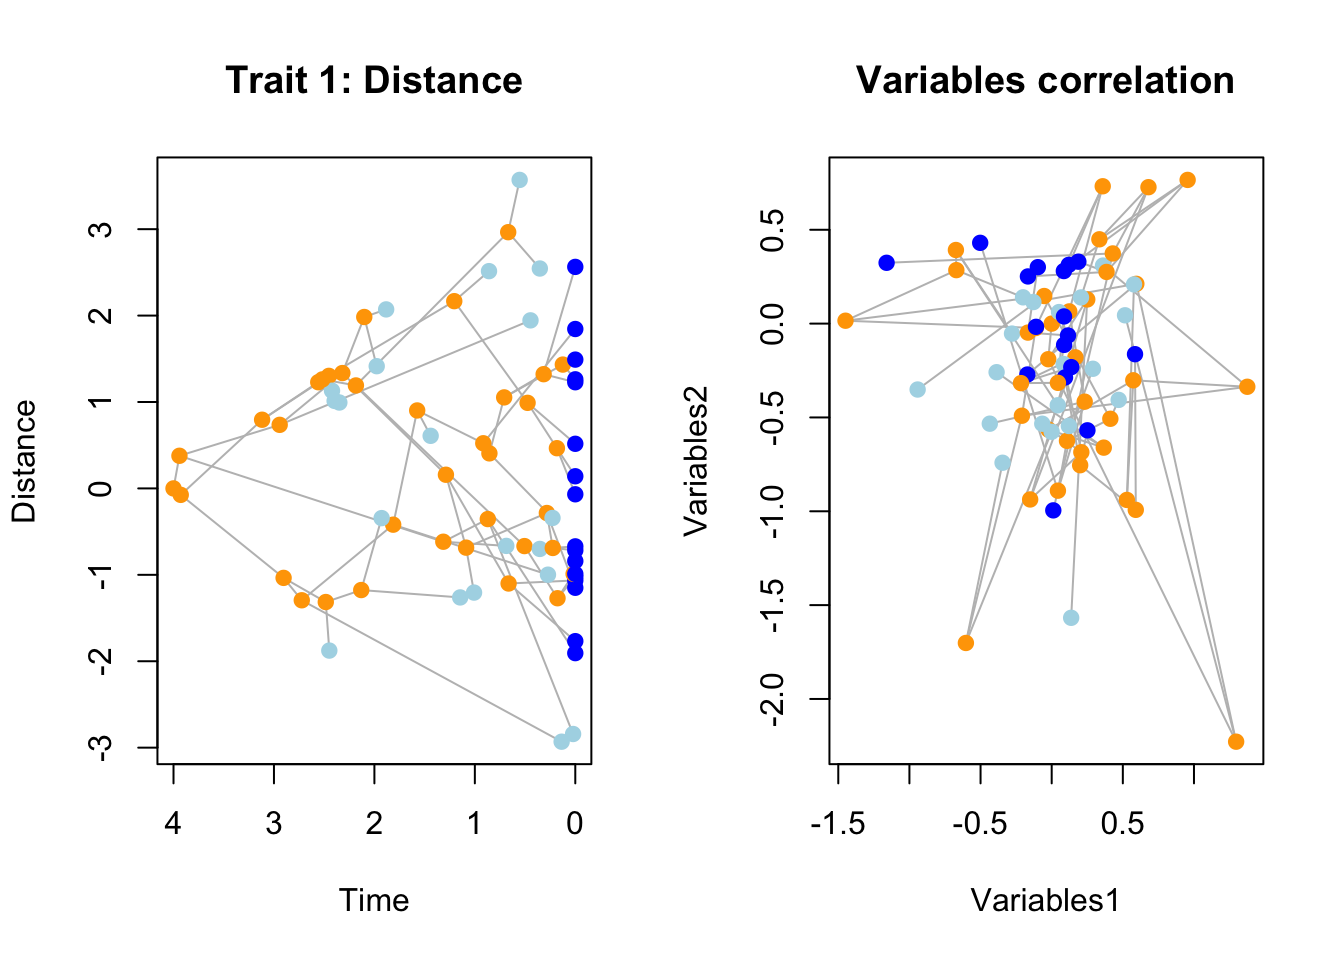 Trait 1: Distance
Distance
3
2
1
0
-1
-2
-3
4 3 2 1 0
Time
Variables correlation
Variables2
0.5
0.0
-0.5
-1.0
-1.5
-2.0
-1.5 -0.5 0.5
Variables1